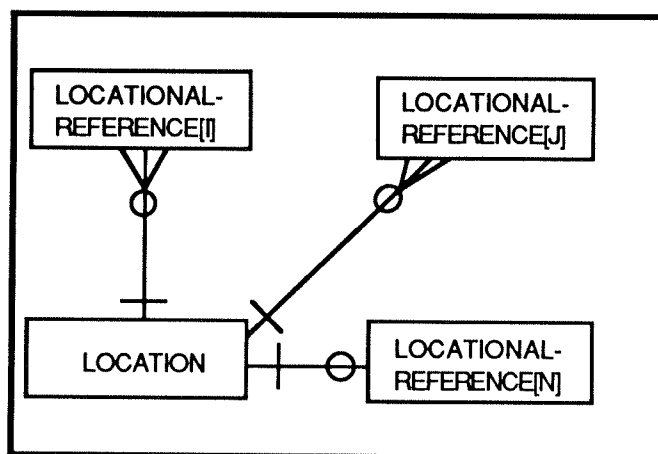 LOCATIONAL-
REFERENCE[I]
LOCATIONAL-
REFERENCE[J]
LOCATION
LOCATIONAL-
REFERENCE[N]